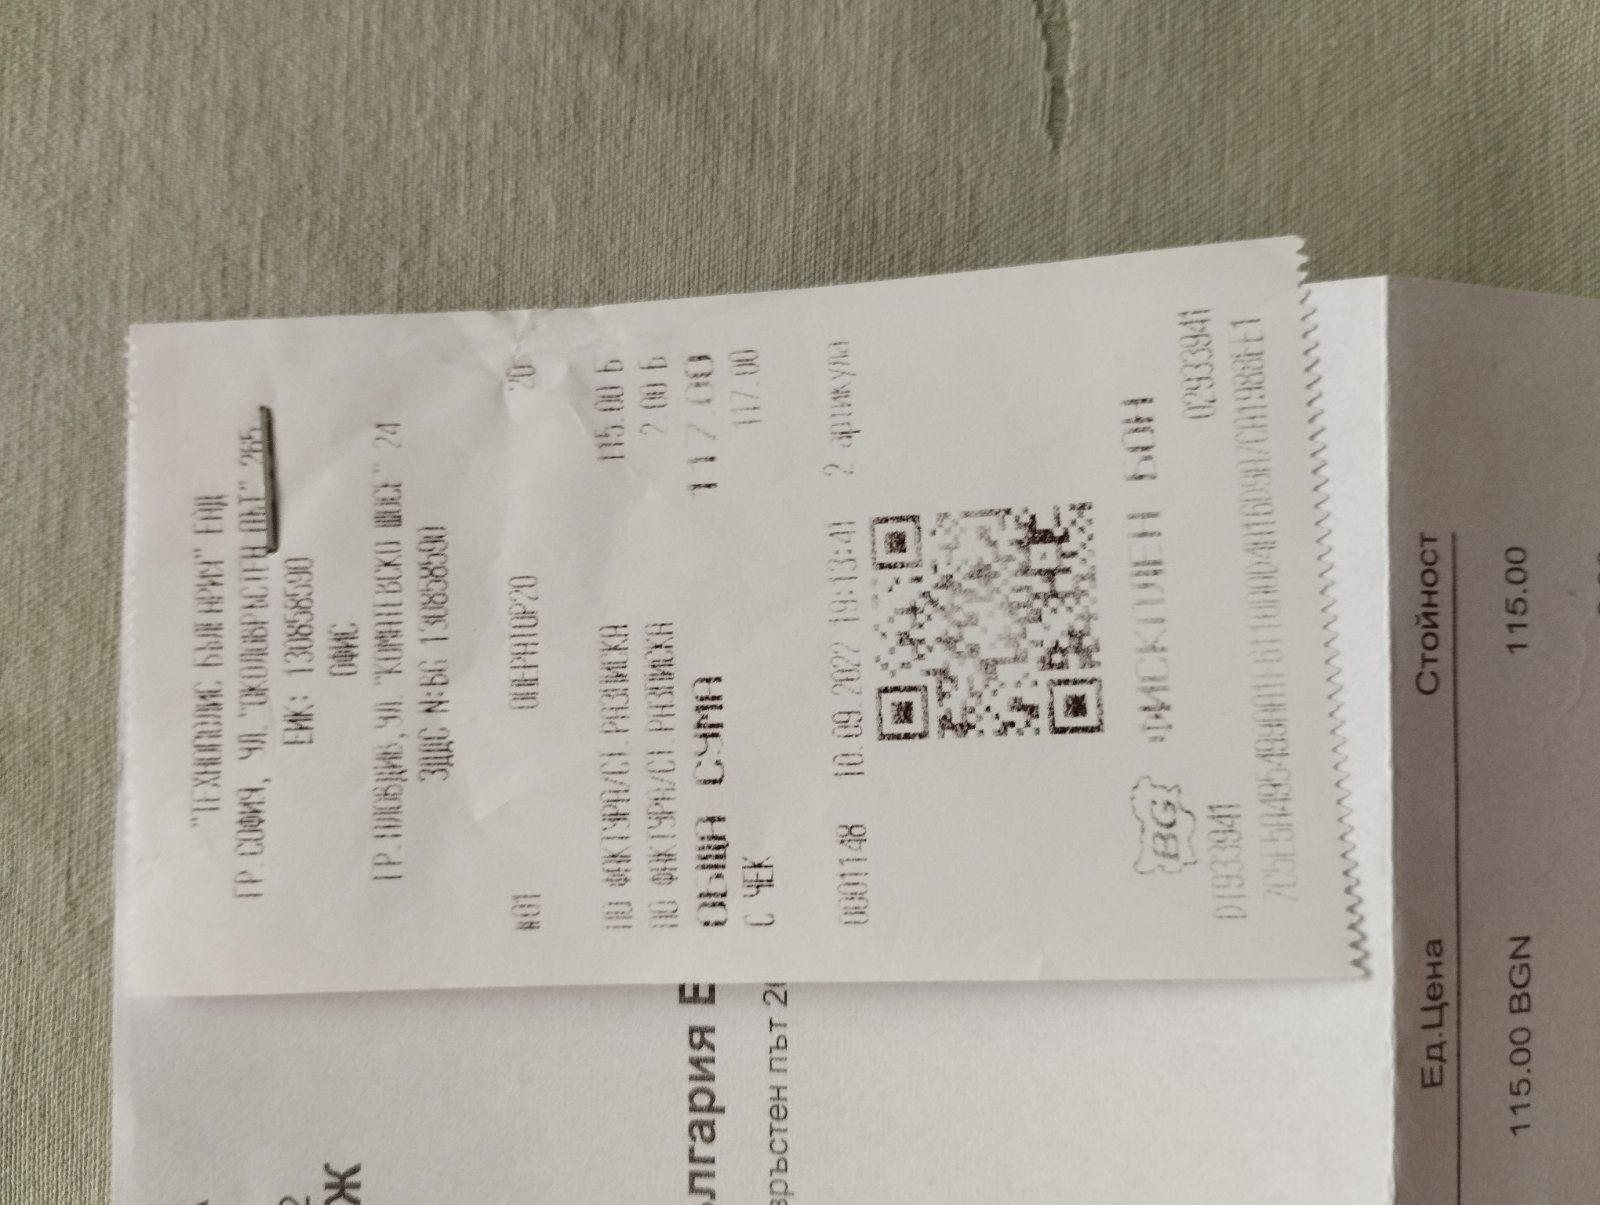 "ТЕХНОПОЛИС БЪЛГАРИЯ" ЕАД
ГР.СОФИЯ, УЛ."ОКОЛОВРЪСТЕН ПЪТ" 265
ЕИК: 130858590
ОФИС
ГР.ПЛОВДИВ,УЛ."КОМАТЕВСКО ШОСЕ" 24
ЗДДС N:BG 130858590
#01 ОПЕРАТОР20 20
ПО ФАКТУРА/СТ.РАЗПИСКА 115.00 Б
ПО ФАКТУРА/СТ.РАЗПИСКА 2.00 Б
ОБЩА СУМА 117.00
С ЧЕК 117.00
0001148 10.09.2022 19:13:41 2 артикула
BG ФИСКАЛЕН БОН
DT933941 02933941
Ж
лгария Е
връстен път 2
Ед.Цена Стойност
115.00 BGN 115.00